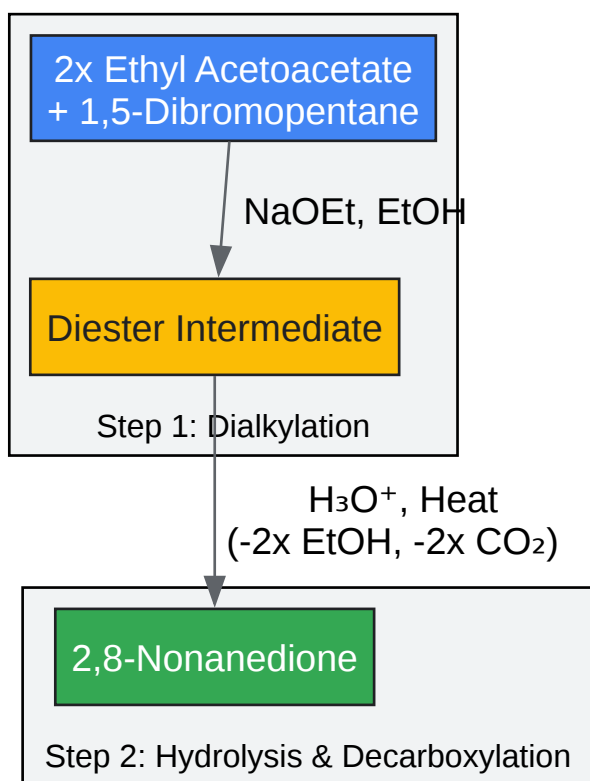 2x Ethyl Acetoacetate
+ 1,5-Dibromopentane
NaOEt, EtOH
Diester Intermediate
Step 1: Dialkylation
H₃O⁺, Heat
(-2x EtOH, -2x CO₂)
2,8-Nonanedione
Step 2: Hydrolysis & Decarboxylation